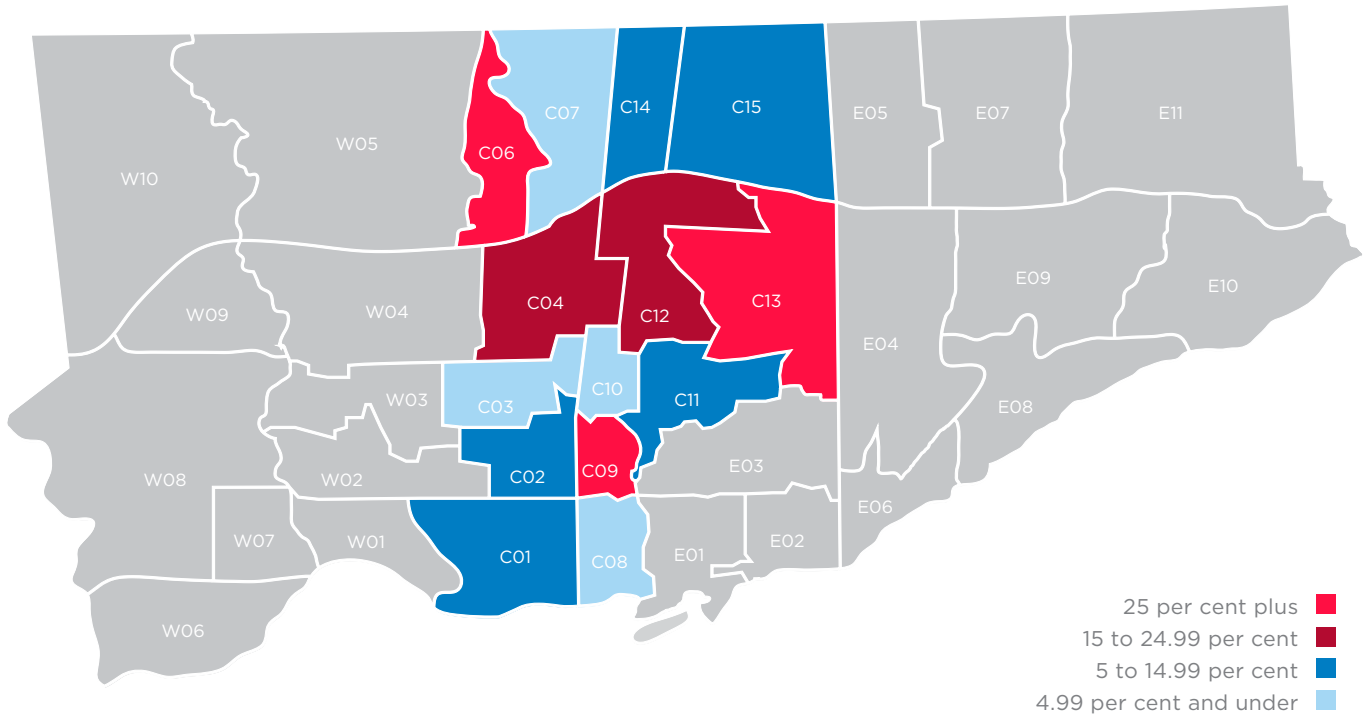 C14
C15
C07
E05
E07
E11
W05
C06
W10
E09
E10
C04
C13
W09
W04
C12
E04
C10
W03
C03
C11
E08
E03
C09
C02
W08
W02
E06
W07
W01
C01
C08
E01
E02
W06
25 per cent plus
15 to 24.99 per cent
5 to 14.99 per cent
4.99 per cent and under